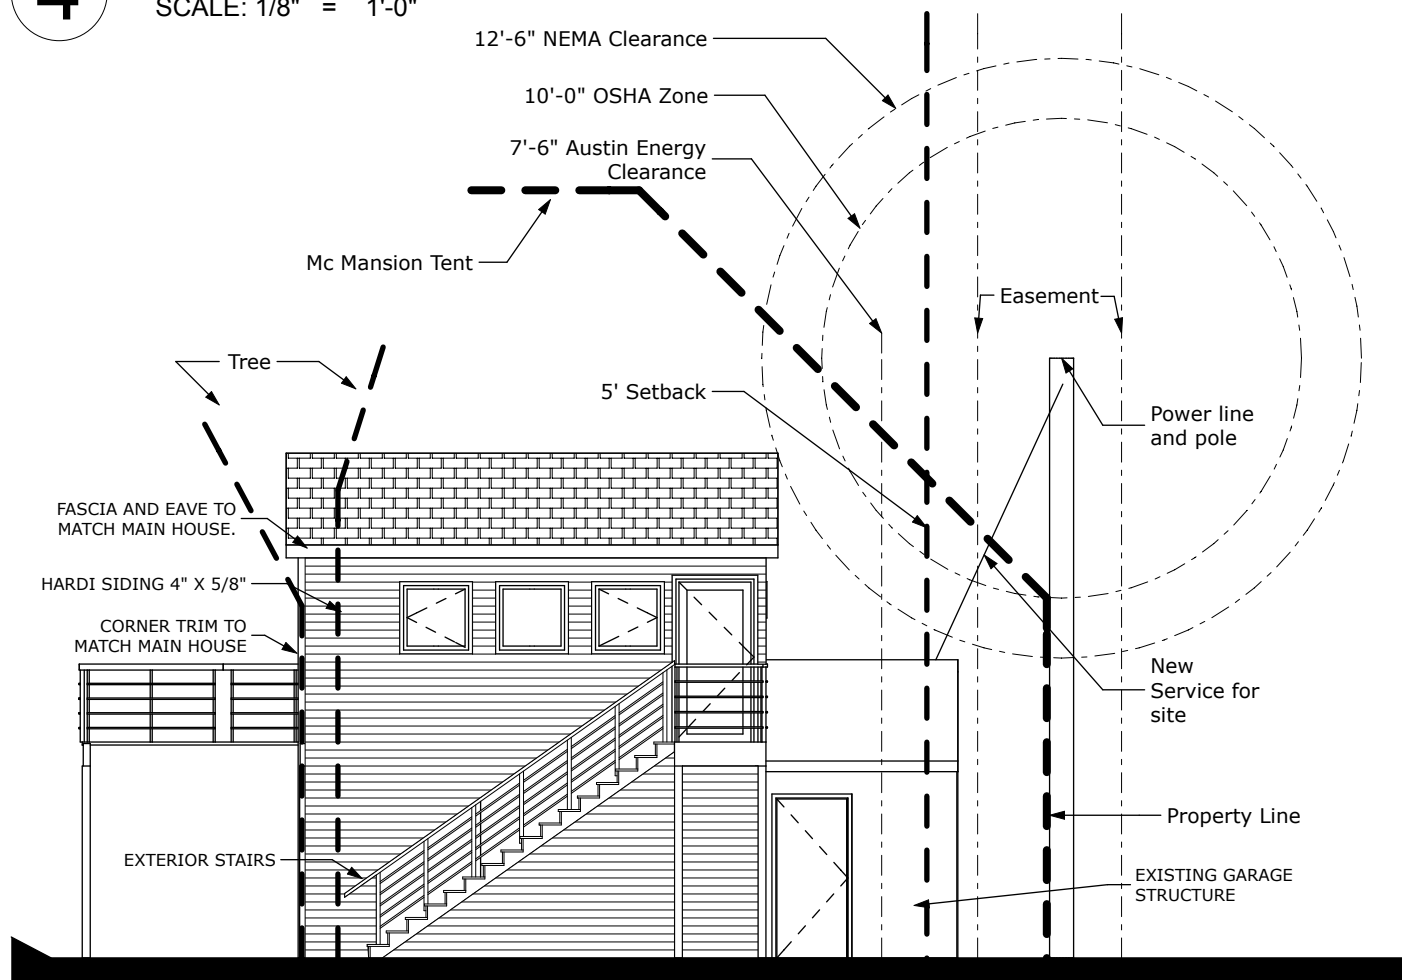 4
SCALE: 1/8" = 1'-0"
12'-6" NEMA Clearance
10'-0" OSHA Zone
7'-6" Austin Energy
Clearance
Mc Mansion Tent
Easement
Tree
5' Setback
Power line
and pole
FASCIA AND EAVE TO
MATCH MAIN HOUSE.
HARDI SIDING 4" X 5/8"
CORNER TRIM TO
MATCH MAIN HOUSE
New
Service for
site
Property Line
EXTERIOR STAIRS
EXISTING GARAGE
STRUCTURE